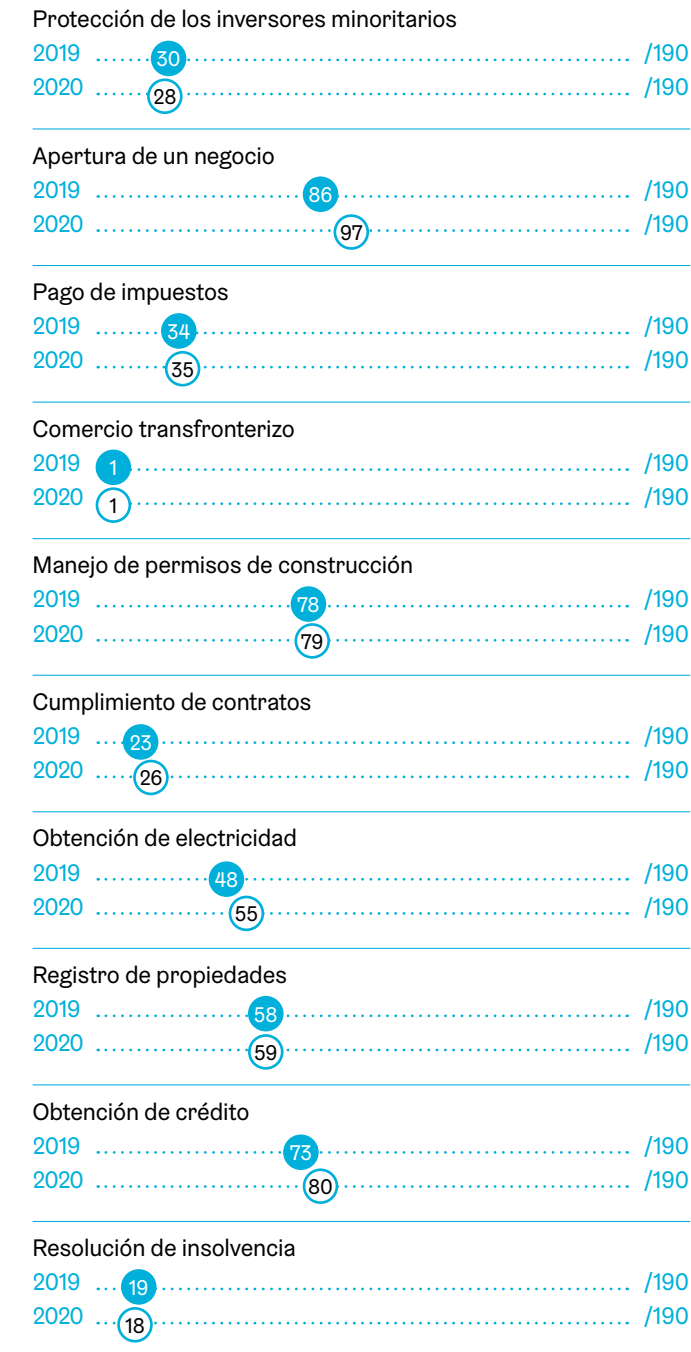 Protección de los inversores minoritarios
2019 30 /190
2020 28 /190
Apertura de un negocio
2019 86 /190
2020 97 /190
Pago de impuestos
2019 34 /190
2020 35 /190
Comercio transfronterizo
2019 1 /190
2020 1 /190
Manejo de permisos de construcción
2019 78 /190
2020 79 /190
Cumplimiento de contratos
2019 23 /190
2020 26 /190
Obtención de electricidad
2019 48 /190
2020 55 /190
Registro de propiedades
2019 58 /190
2020 59 /190
Obtención de crédito
2019 73 /190
2020 80 /190
Resolución de insolvencia
2019 19 /190
2020 18 /190